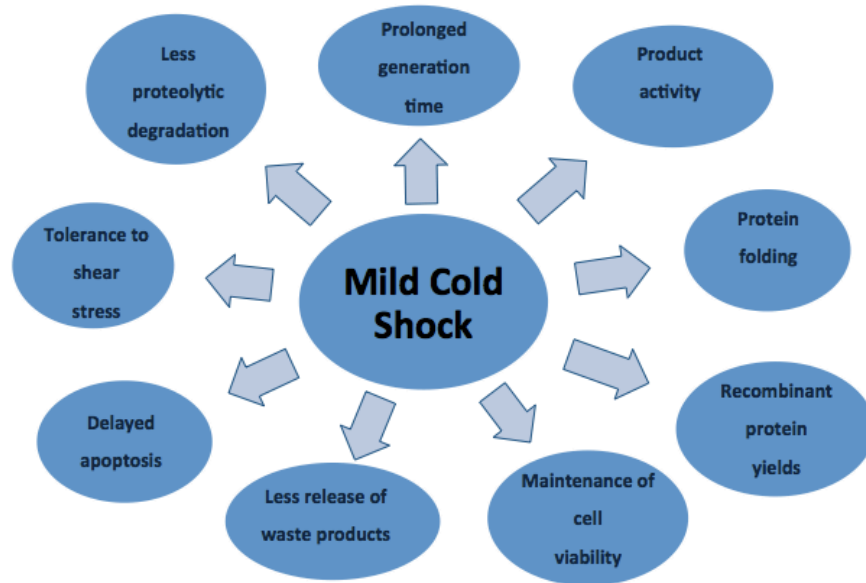 Less
proteolytic
degradation
Prolonged
generation
time
Product
activity
Tolerance to
shear
stress
Mild Cold
Shock
Protein
folding
Delayed
apoptosis
Recombinant
protein
yields
Less release of
waste products
Maintenance of
cell
viability